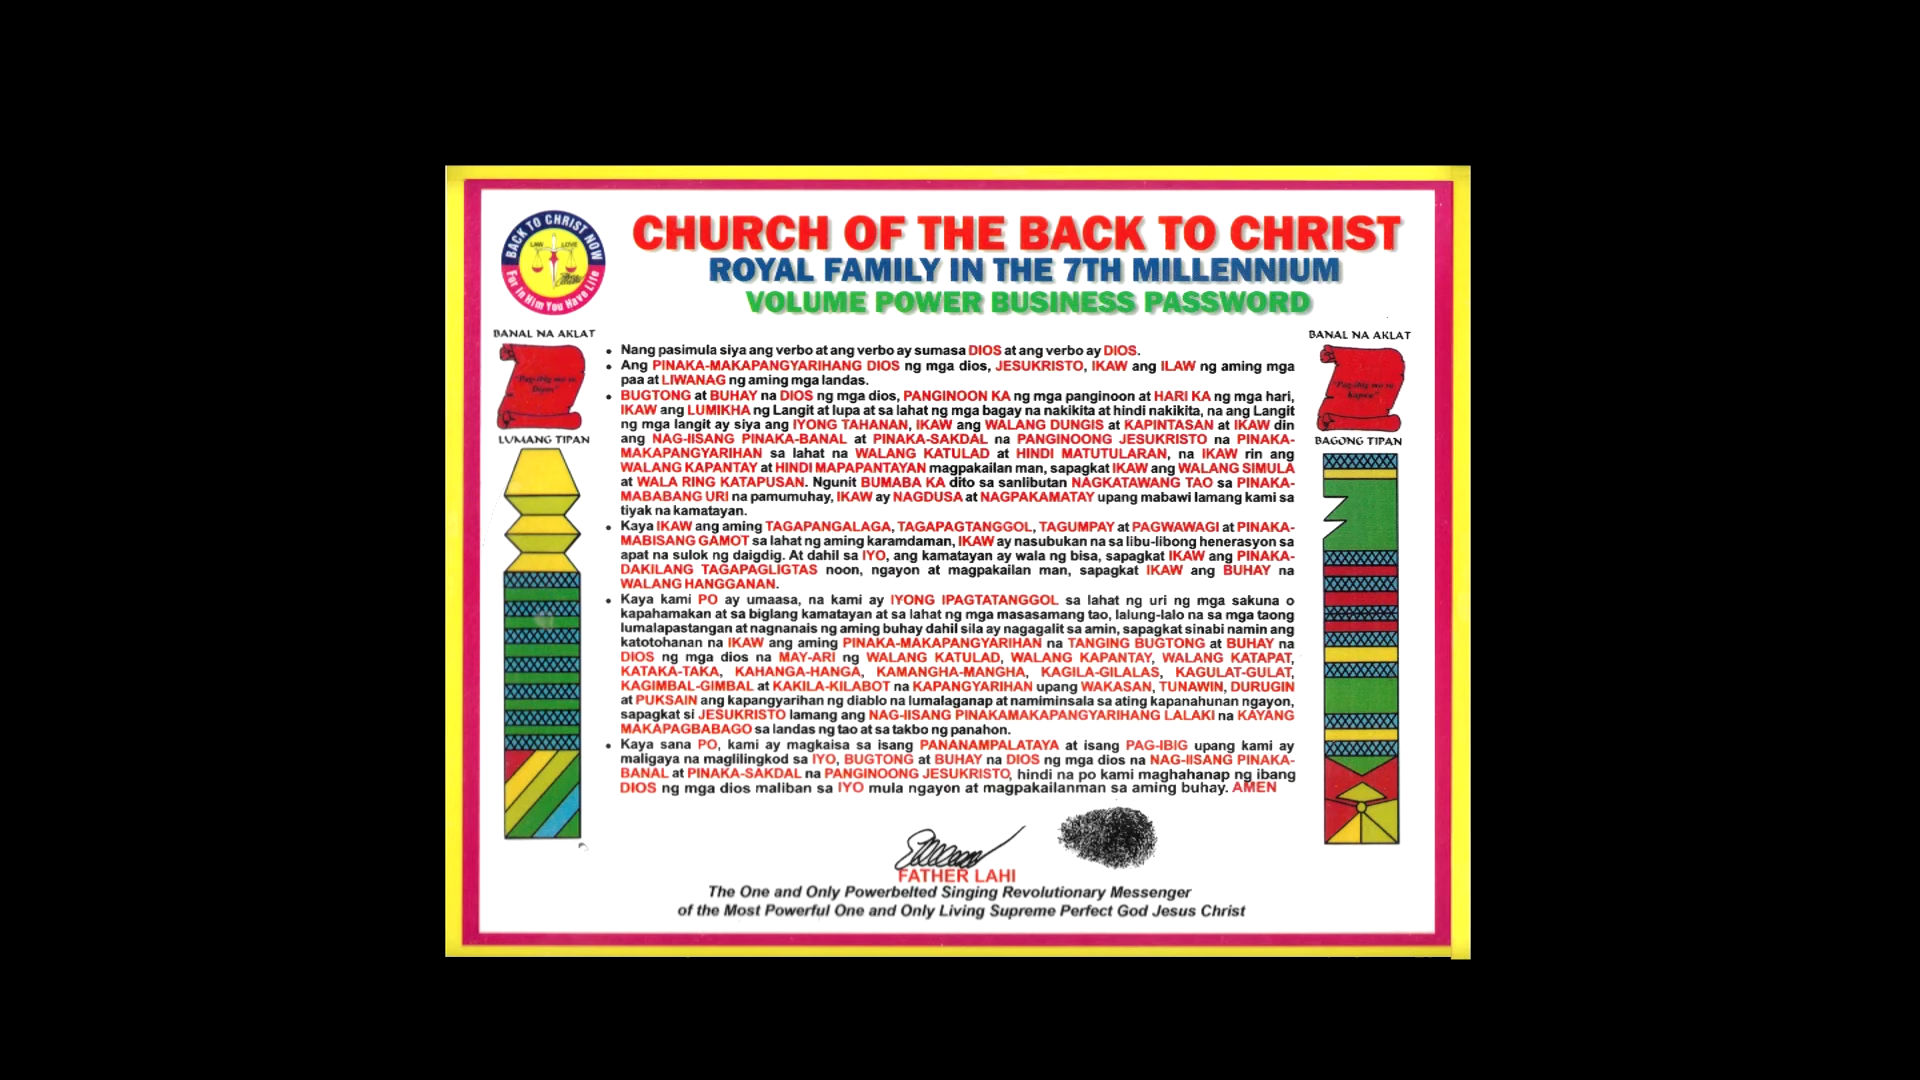 CHURCH OF THE BACK TO CHRIST
ROYAL FAMILY IN THE 7TH MILLENNIUM
VOLUME POWER BUSINESS PASSWORD
BACK TO CHRIST NOW
LAW LOVE
For In Him You Have Life
BANAL NA AKLAT
"Pag-ibig mo sa
Dyos"
LUMANG TIPAN
• Nang pasimula siya ang verbo at ang verbo ay sumasa DIOS at ang verbo ay DIOS.
• Ang PINAKA-MAKAPANGYARIHANG DIOS ng mga dios, JESUKRISTO, IKAW ang ILAW ng aming mga
paa at LIWANAG ng aming mga landas.
• BUGTONG at BUHAY na DIOS ng mga dios, PANGINOON KA ng mga panginoon at HARI KA ng mga hari,
IKAW ang LUMIKHA ng Langit at lupa at sa lahat ng mga bagay na nakikita at hindi nakikita, na ang Langit
ng mga langit ay siya ang IYONG TAHANAN, IKAW ang WALANG DUNGIS at KAPINTASAN at IKAW din
ang NAG-IISANG PINAKA-BANAL at PINAKA-SAKDAL na PANGINOONG JESUKRISTO na PINAKA-
MAKAPANGYARIHAN sa lahat na WALANG KATULAD at HINDI MATUTULARAN, na IKAW rin ang
WALANG KAPANTAY at HINDI MAPAPANTAYAN magpakailan man, sapagkat IKAW ang WALANG SIMULA
at WALA RING KATAPUSAN. Ngunit BUMABA KA dito sa sanlibutan NAGKATAWANG TAO sa PINAKA-
MABABANG URI na pamumuhay, IKAW ay NAGDUSA at NAGPAKAMATAY upang mabawi lamang kami sa
tiyak na kamatayan.
• Kaya IKAW ang aming TAGAPANGALAGA, TAGAPAGTANGGOL, TAGUMPAY at PAGWAWAGI at PINAKA-
MABISANG GAMOT sa lahat ng aming karamdaman, IKAW ay nasubukan na sa libu-libong henerasyon sa
apat na sulok ng daigdig. At dahil sa IYO, ang kamatayan ay wala ng bisa, sapagkat IKAW ang PINAKA-
DAKILANG TAGAPAGLIGTAS noon, ngayon at magpakailan man, sapagkat IKAW ang BUHAY na
WALANG HANGGANAN.
• Kaya kami PO ay umaasa, na kami ay IYONG IPAGTATANGGOL sa lahat ng uri ng mga sakuna o
kapahamakan at sa biglang kamatayan at sa lahat ng mga masasamang tao, lalung-lalo na sa mga taong
lumalapastangan at nagnanais ng aming buhay dahil sila ay nagagalit sa amin, sapagkat sinabi namin ang
katotohanan na IKAW ang aming PINAKA-MAKAPANGYARIHAN na TANGING BUGTONG at BUHAY na
DIOS ng mga dios na MAY-ARI ng WALANG KATULAD, WALANG KAPANTAY, WALANG KATAPAT,
KATAKA-TAKA, KAHANGA-HANGA, KAMANGHA-MANGHA, KAGILA-GILALAS, KAGULAT-GULAT,
KAGIMBAL-GIMBAL at KAKILA-KILABOT na KAPANGYARIHAN upang WAKASAN, TUNAWIN, DURUGIN
at PUKSAIN ang kapangyarihan ng diablo na lumalaganap at namiminsala sa ating kapanahunan ngayon,
sapagkat si JESUKRISTO lamang ang NAG-IISANG PINAKAMAKAPANGYARIHANG LALAKI na KAYANG
MAKAPAGBABAGO sa landas ng tao at sa takbo ng panahon.
• Kaya sana PO, kami ay magkaisa sa isang PANANAMPALATAYA at isang PAG-IBIG upang kami ay
maligaya na maglilingkod sa IYO, BUGTONG at BUHAY na DIOS ng mga dios na NAG-IISANG PINAKA-
BANAL at PINAKA-SAKDAL na PANGINOONG JESUKRISTO, hindi na po kami maghahanap ng ibang
DIOS ng mga dios maliban sa IYO mula ngayon at magpakailanman sa aming buhay. AMEN
BANAL NA AKLAT
"Pag-ibig mo sa
kapwa"
BAGONG TIPAN
FATHER LAHI
The One and Only Powerbelted Singing Revolutionary Messenger
of the Most Powerful One and Only Living Supreme Perfect God Jesus Christ